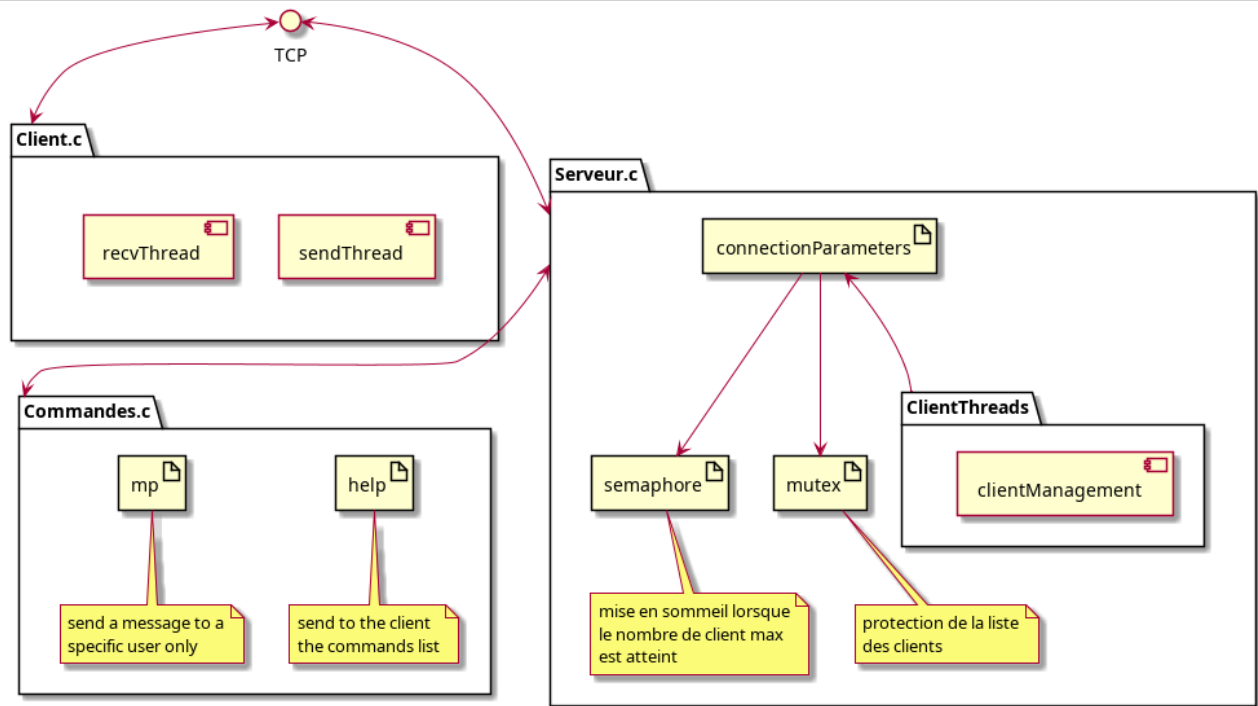 TCP
Client.c
recvThread
sendThread
Serveur.c
connectionParameters
semaphore
mutex
ClientThreads
clientManagement
mise en sommeil lorsque
le nombre de client max
est atteint
protection de la liste
des clients
Commandes.c
mp
help
send a message to a
specific user only
send to the client
the commands list